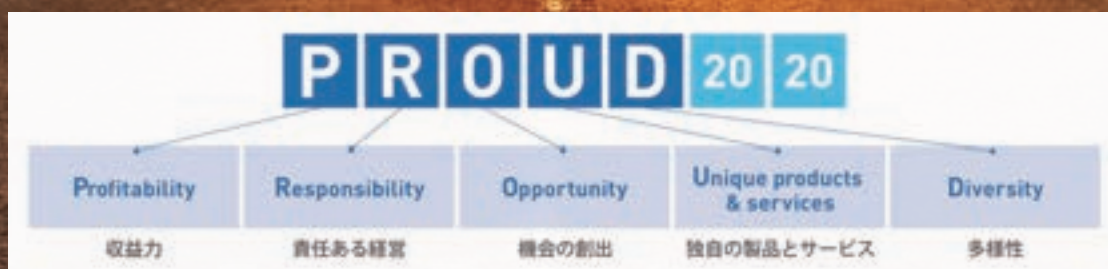 PROUD 20 20
Profitability
Responsibility
Opportunity
Unique products
& services
Diversity
収益力
責任ある経営
機会の創出
独自の製品とサービス
多様性